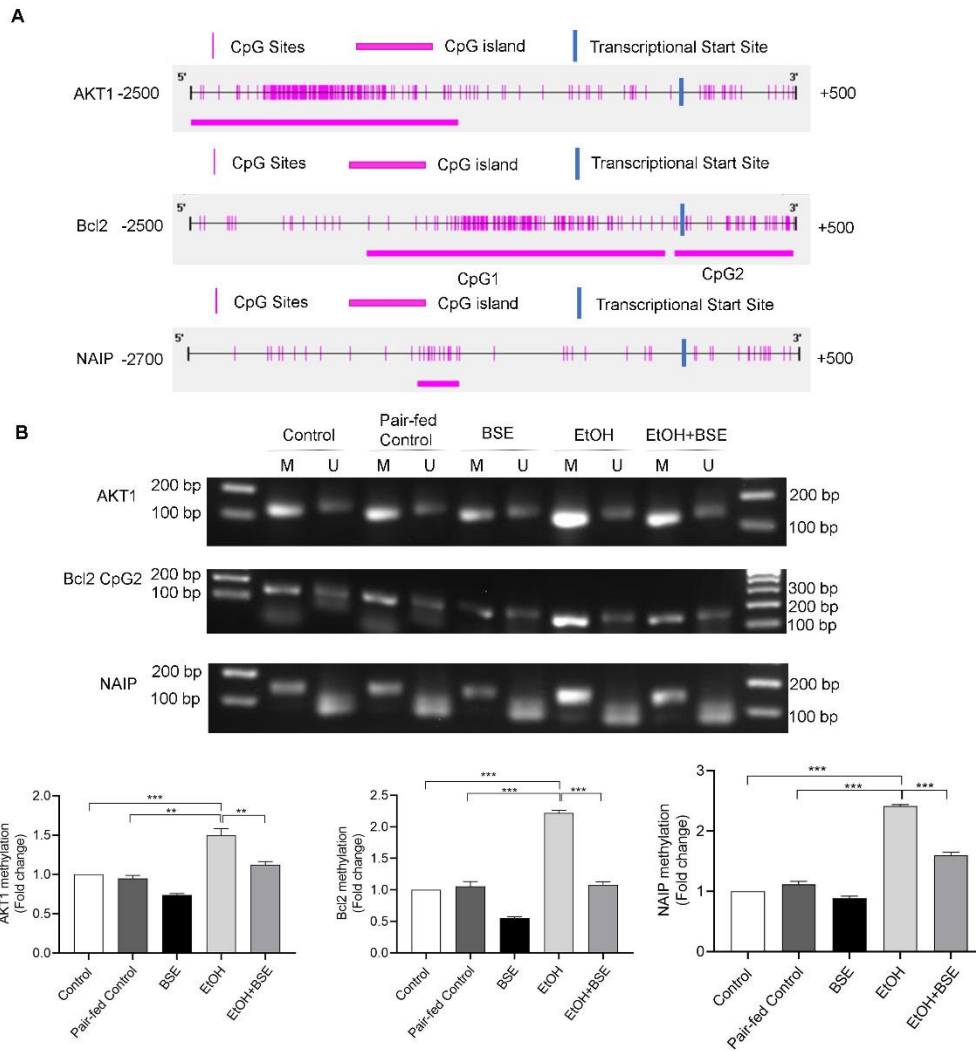 A
CpG Sites CpG island Transcriptional Start Site
5' 3'
AKT1 -2500 +500
CpG Sites CpG island Transcriptional Start Site
5' 3'
Bcl2 -2500 +500
CpG1 CpG2
CpG Sites CpG island Transcriptional Start Site
5' 3'
NAIP -2700 +500
B
Control Pair-fed Control BSE EtOH EtOH+BSE
M U M U M U M U M U
AKT1 200 bp 200 bp
100 bp 100 bp
Bcl2 CpG2 200 bp 300 bp
100 bp 200 bp
100 bp
NAIP 200 bp 200 bp
100 bp 100 bp
AKT1 methylation
(Fold change)
2.0
1.5
1.0
0.5
0.0
***
** **
Control Pair-fed Control BSE EtOH EtOH+BSE
Bcl2 methylation
(Fold change)
2.5
2.0
1.5
1.0
0.5
0.0
***
*** ***
Control Pair-fed Control BSE EtOH EtOH+BSE
NAIP methylation
(Fold change)
3
2
1
0
***
*** ***
Control Pair-fed Control BSE EtOH EtOH+BSE